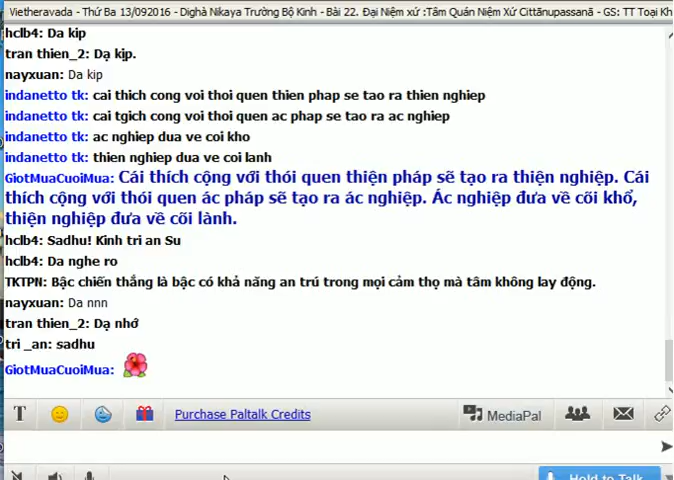 Vietheravada - Thứ Ba 13/092016 - Dighà Nikaya Trường Bộ Kinh - Bài 22. Đại Niệm xứ :Tâm Quán Niệm Xứ Cittānupassanā - GS: TT Toại Kh
hclb4: Da kip
tran thien_2: Dạ kịp.
nayxuan: Da kip
indanetto tk: cai thich cong voi thoi quen thien phap se tao ra thien nghiep
indanetto tk: cai tgich cong voi thoi quen ac phap se tao ra ac nghiep
indanetto tk: ac nghiep dua ve coi kho
indanetto tk: thien nghiep dua ve coi lanh
GiotMuaCuoiMua: Cái thích cộng với thói quen thiện pháp sẽ tạo ra thiện nghiệp. Cái
thích cộng với thói quen ác pháp sẽ tạo ra ác nghiệp. Ác nghiệp đưa về cõi khổ,
thiện nghiệp đưa về cõi lành.
hclb4: Sadhu! Kinh tri an Su
hclb4: Da nghe ro
TKTPN: Bậc chiến thắng là bậc có khả năng an trú trong mọi cảm thọ mà tâm không lay động.
nayxuan: Da nnn
tran thien_2: Dạ nhớ
tri _an: sadhu
GiotMuaCuoiMua:
T Purchase Paltalk Credits MediaPal
Hold to Talk